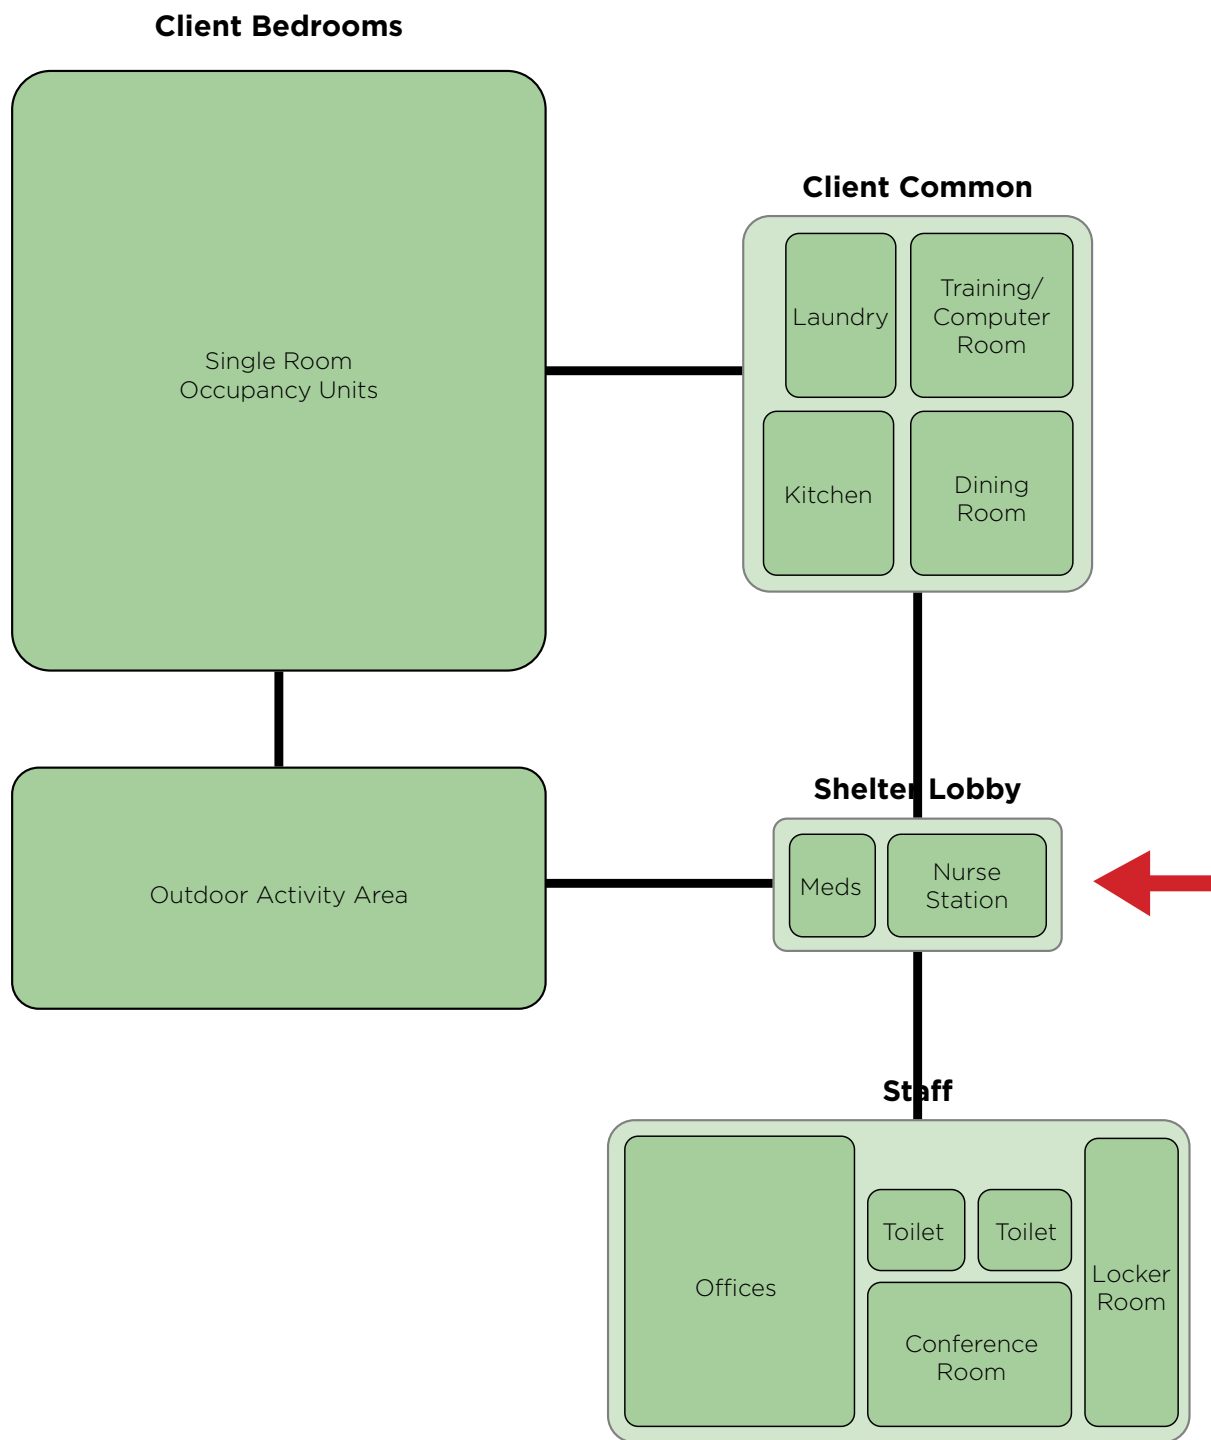 Client Bedrooms
Single Room
Occupancy Units
Client Common
Laundry
Training/
Computer
Room
Kitchen
Dining
Room
Shelter Lobby
Meds
Nurse
Station
Outdoor Activity Area
Staff
Offices
Toilet
Toilet
Locker
Room
Conference
Room